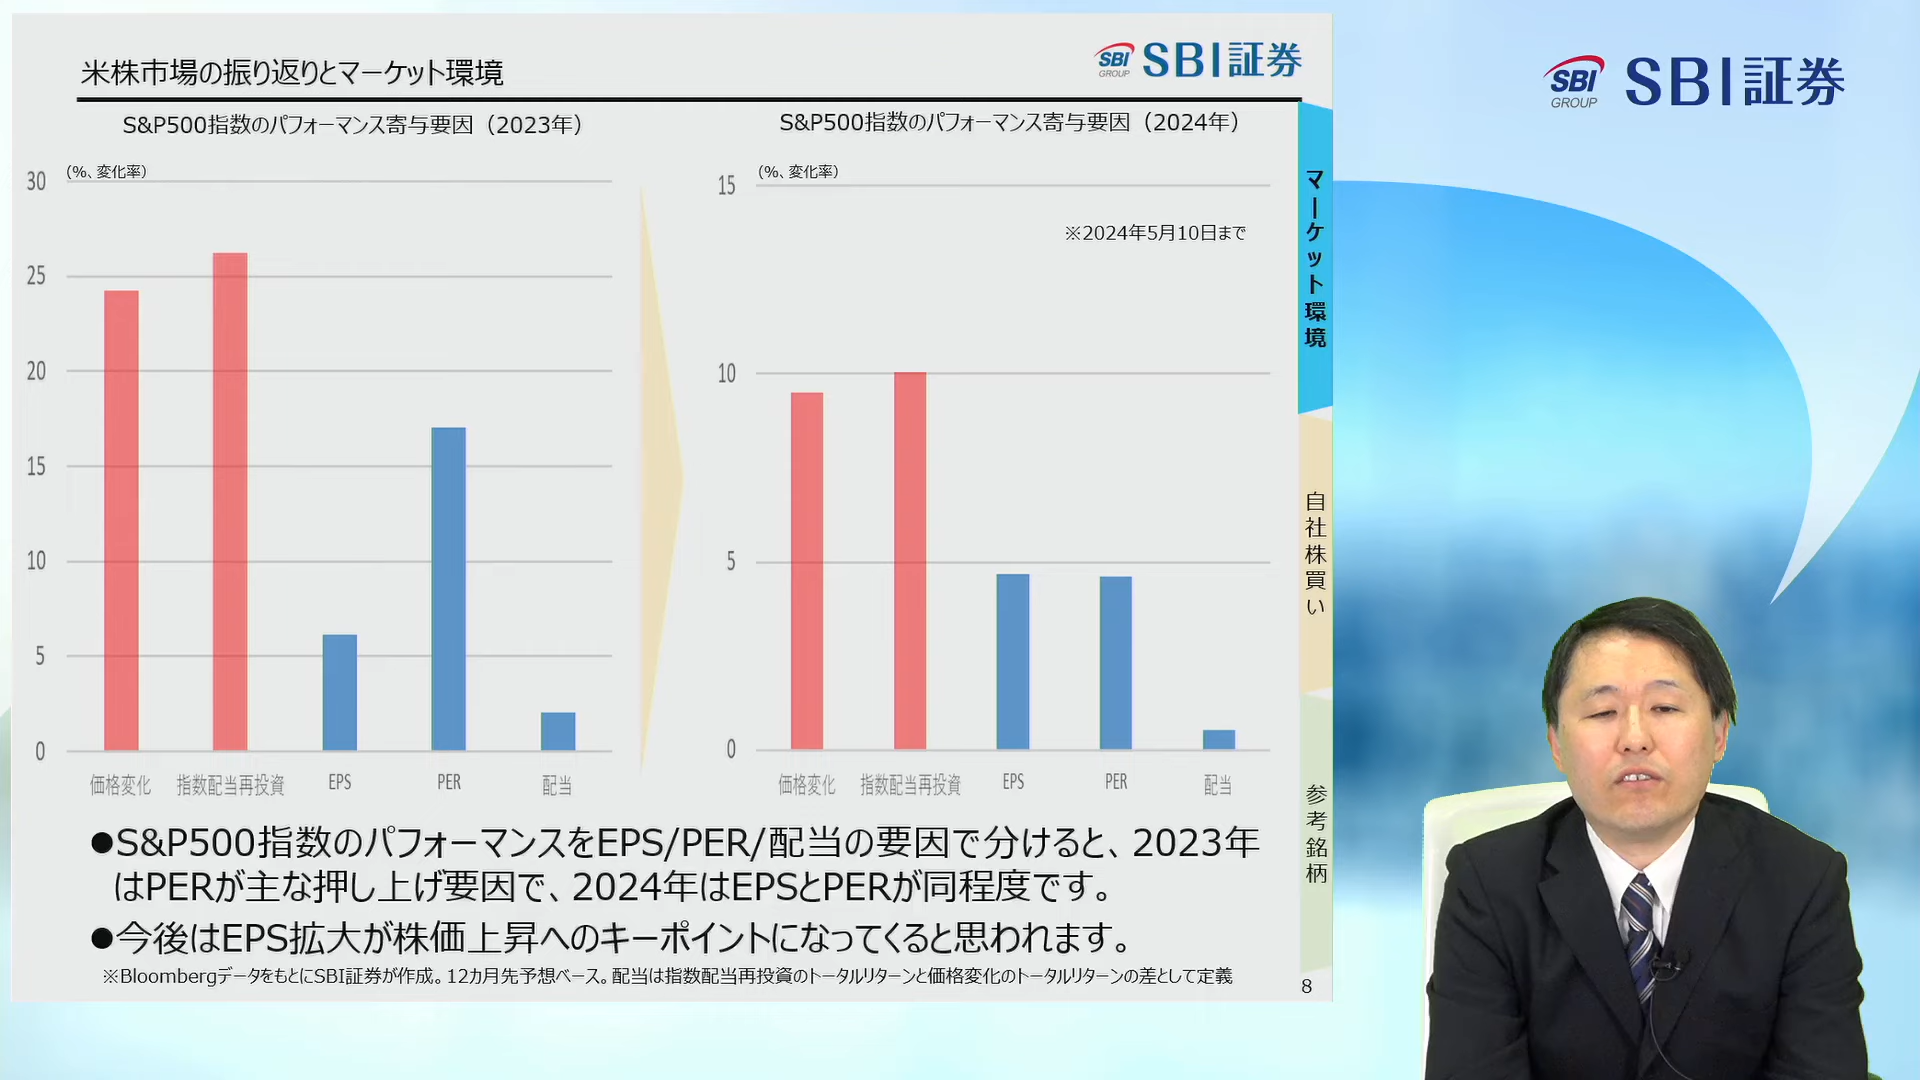 米株市場の振り返りとマーケット環境
SBI GROUP SBI証券
S&P500指数のパフォーマンス寄与要因（2023年）
(%、変化率)
30
25
20
15
10
5
0
価格変化 指数配当再投資 EPS PER 配当
S&P500指数のパフォーマンス寄与要因（2024年）
(%、変化率)
※2024年5月10日まで
15
10
5
0
価格変化 指数配当再投資 EPS PER 配当
●S&P500指数のパフォーマンスをEPS/PER/配当の要因で分けると、2023年
はPERが主な押し上げ要因で、2024年はEPSとPERが同程度です。
●今後はEPS拡大が株価上昇へのキーポイントになってくると思われます。
※BloombergデータをもとにSBI証券が作成。12カ月先予想ベース。配当は指数配当再投資のトータルリターンと価格変化のトータルリターンの差として定義
8
マーケット環境
自社株買い
参考銘柄
SBI GROUP SBI証券